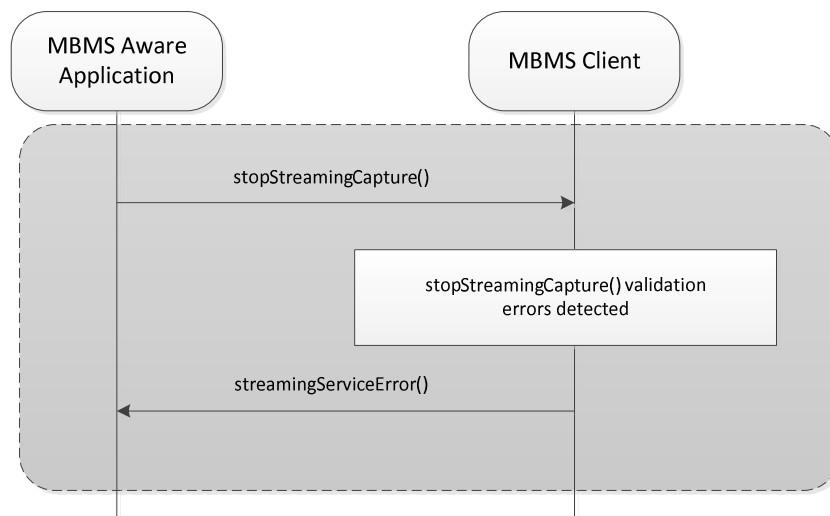 MBMS Aware
Application
MBMS Client
stopStreamingCapture()
stopStreamingCapture() validation
errors detected
streamingServiceError()